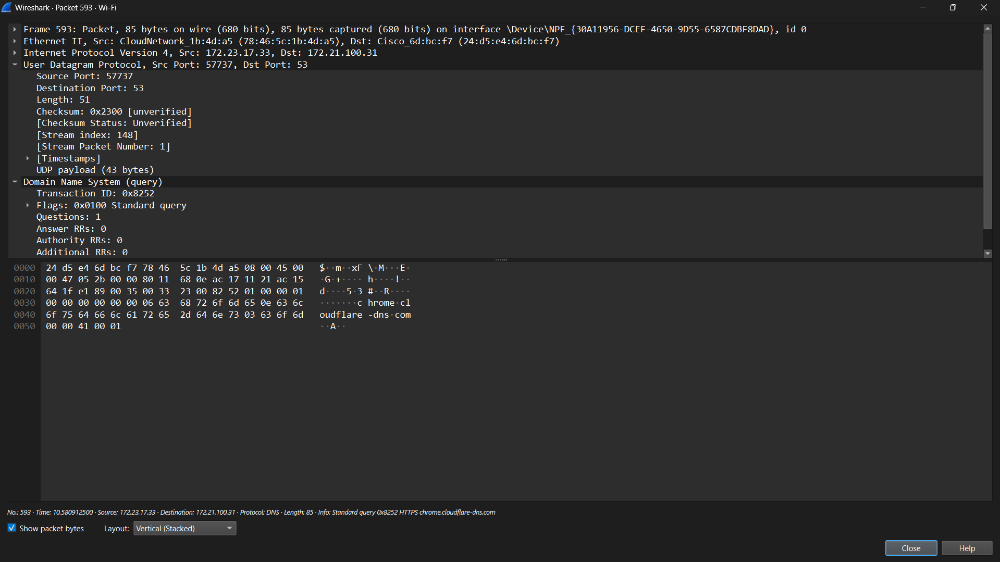 Wireshark · Packet 593 · Wi-Fi
Frame 593: Packet, 85 bytes on wire (680 bits), 85 bytes captured (680 bits) on interface \Device\NPF_{30A11956-DCEF-4650-9D55-6587CDBF8DAD}, id 0
Ethernet II, Src: CloudNetwork_1b:4d:a5 (78:46:5c:1b:4d:a5), Dst: Cisco_6d:bc:f7 (24:d5:e4:6d:bc:f7)
Internet Protocol Version 4, Src: 172.23.17.33, Dst: 172.21.100.31
User Datagram Protocol, Src Port: 57737, Dst Port: 53
Source Port: 57737
Destination Port: 53
Length: 51
Checksum: 0x2300 [unverified]
[Checksum Status: Unverified]
[Stream index: 148]
[Stream Packet Number: 1]
[Timestamps]
UDP payload (43 bytes)
Domain Name System (query)
Transaction ID: 0x8252
Flags: 0x0100 Standard query
Questions: 1
Answer RRs: 0
Authority RRs: 0
Additional RRs: 0
0000 24 d5 e4 6d bc f7 78 46 5c 1b 4d a5 08 00 45 00 $··m··xF \·M···E·
0010 00 47 05 2b 00 00 80 11 68 0e ac 17 11 21 ac 15 ·G·+···· h····!··
0020 64 1f e1 89 00 35 00 33 23 00 82 52 01 00 00 01 d····5·3 #··R····
0030 00 00 00 00 00 00 06 63 68 72 6f 6d 65 0e 63 6c ·······c hrome·cl
0040 6f 75 64 66 6c 61 72 65 2d 64 6e 73 03 63 6f 6d oudflare -dns·com
0050 00 00 41 00 01 ··A··
No.: 593 · Time: 10.580912500 · Source: 172.23.17.33 · Destination: 172.21.100.31 · Protocol: DNS · Length: 85 · Info: Standard query 0x8252 HTTPS chrome.cloudflare-dns.com
Show packet bytes Layout: Vertical (Stacked)
Close Help